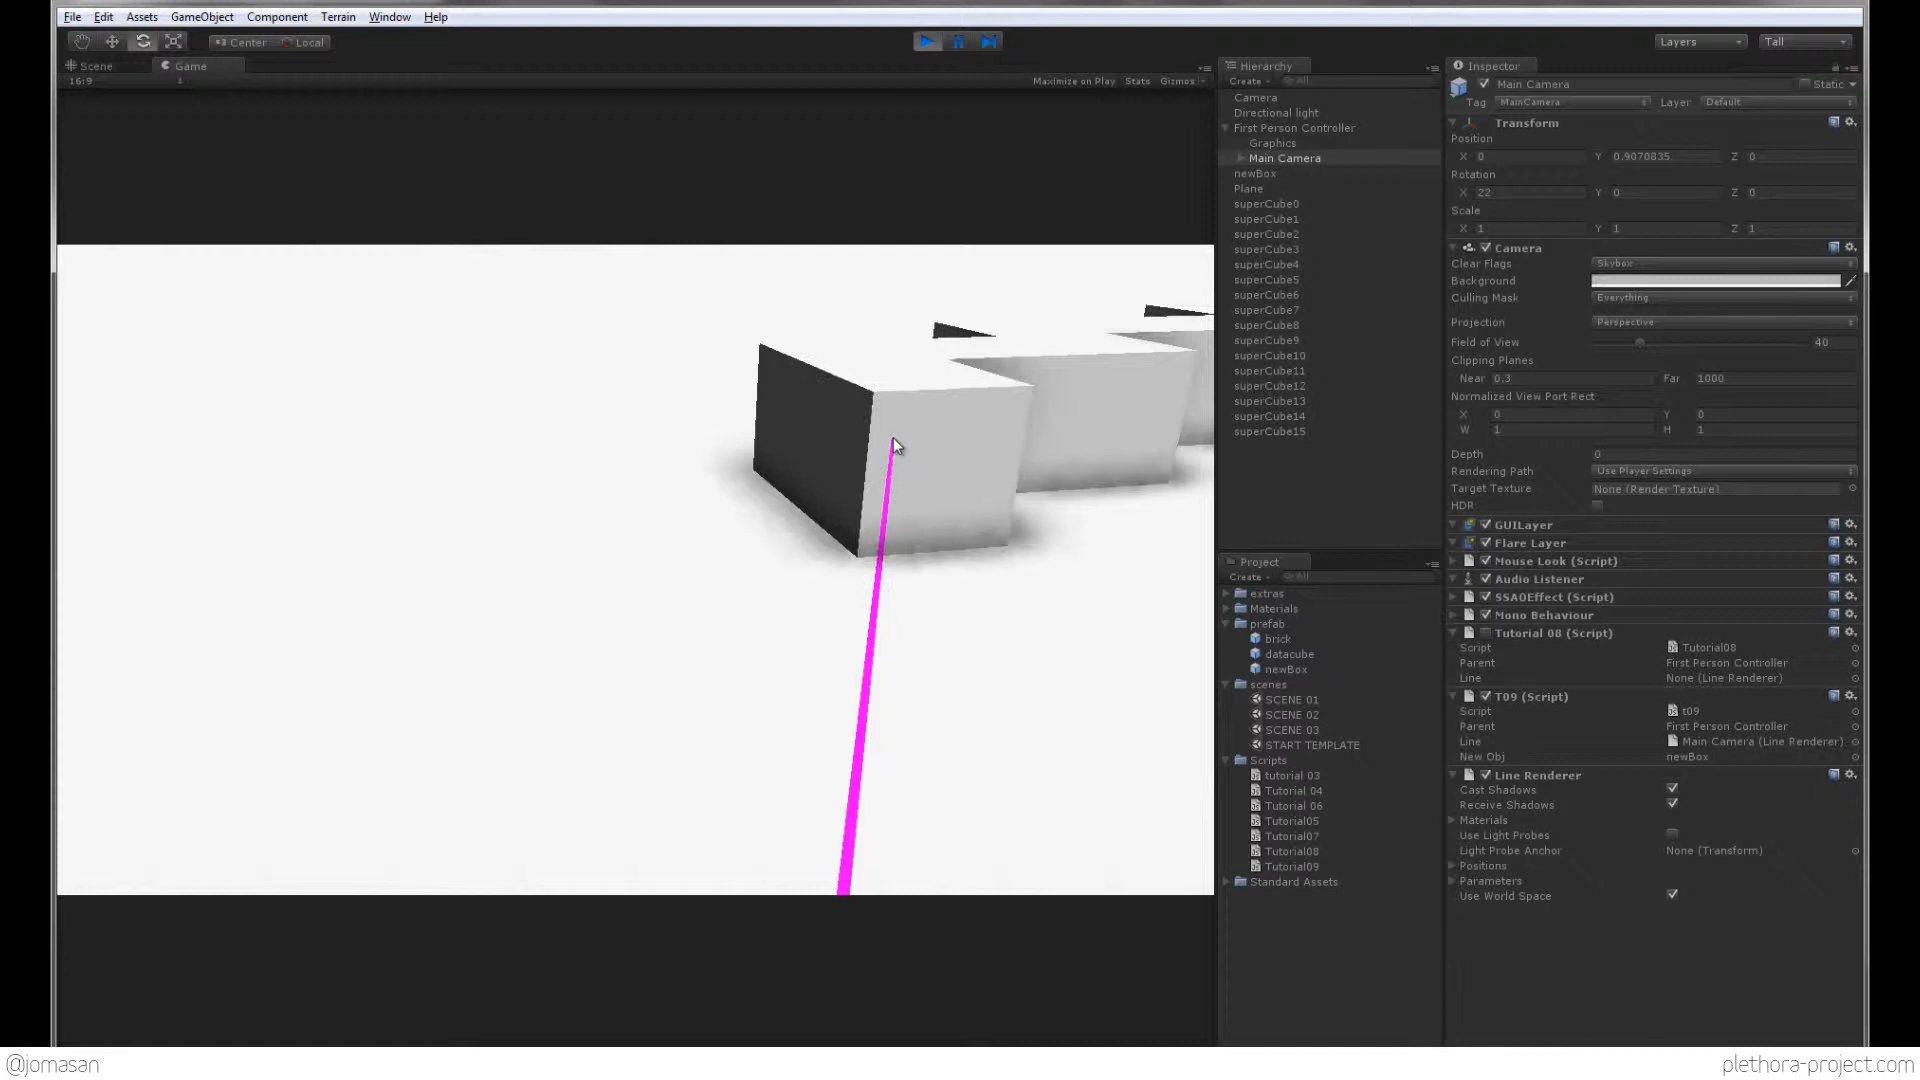 File Edit Assets GameObject Component Terrain Window Help
Center Local Layers Tall
Scene Game
16:9 Maximize on Play Stats Gizmos
Hierarchy
Create All
Camera
Directional light
First Person Controller
Graphics
Main Camera
newBox
Plane
superCube0
superCube1
superCube2
superCube3
superCube4
superCube5
superCube6
superCube7
superCube8
superCube9
superCube10
superCube11
superCube12
superCube13
superCube14
superCube15
Project
Create All
extras
Materials
prefab
brick
datacube
newBox
scenes
SCENE 01
SCENE 02
SCENE 03
START TEMPLATE
Scripts
tutorial 03
Tutorial 04
Tutorial 06
Tutorial05
Tutorial07
Tutorial08
Tutorial09
Standard Assets
Inspector
Main Camera Static
Tag MainCamera Layer Default
Transform
Position
X 0 Y 0.9070835 Z 0
Rotation
X 22 Y 0 Z 0
Scale
X 1 Y 1 Z 1
Camera
Clear Flags Skybox
Background
Culling Mask Everything
Projection Perspective
Field of View 40
Clipping Planes
Near 0.3 Far 1000
Normalized View Port Rect
X 0 Y 0
W 1 H 1
Depth 0
Rendering Path Use Player Settings
Target Texture None (Render Texture)
HDR
GUILayer
Flare Layer
Mouse Look (Script)
Audio Listener
SSAOEffect (Script)
Mono Behaviour
Tutorial 08 (Script)
Script Tutorial08
Parent First Person Controller
Line None (Line Renderer)
T09 (Script)
Script t09
Parent First Person Controller
Line Main Camera (Line Renderer)
New Obj newBox
Line Renderer
Cast Shadows
Receive Shadows
Materials
Use Light Probes
Light Probe Anchor None (Transform)
Positions
Parameters
Use World Space
@jomasan plethora-project.com